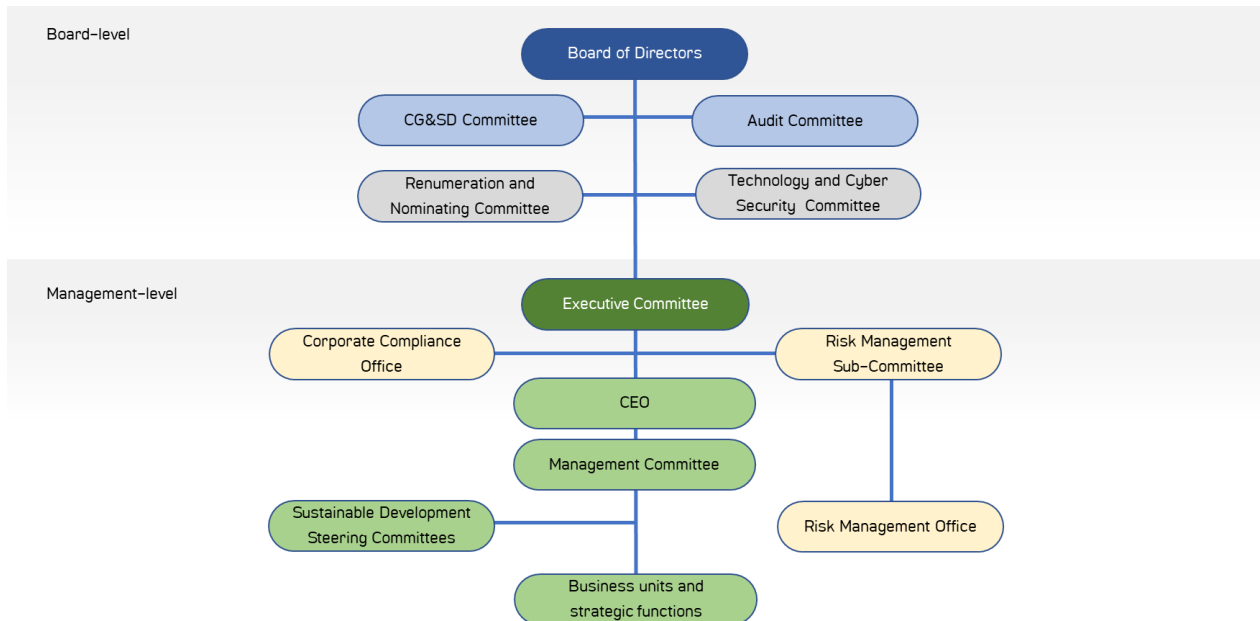 Board-level
Board of Directors
CG&SD Committee
Audit Committee
Renumeration and
Nominating Committee
Technology and Cyber
Security Committee
Management-level
Executive Committee
Corporate Compliance
Office
Risk Management
Sub-Committee
CEO
Management Committee
Sustainable Development
Steering Committees
Risk Management Office
Business units and
strategic functions